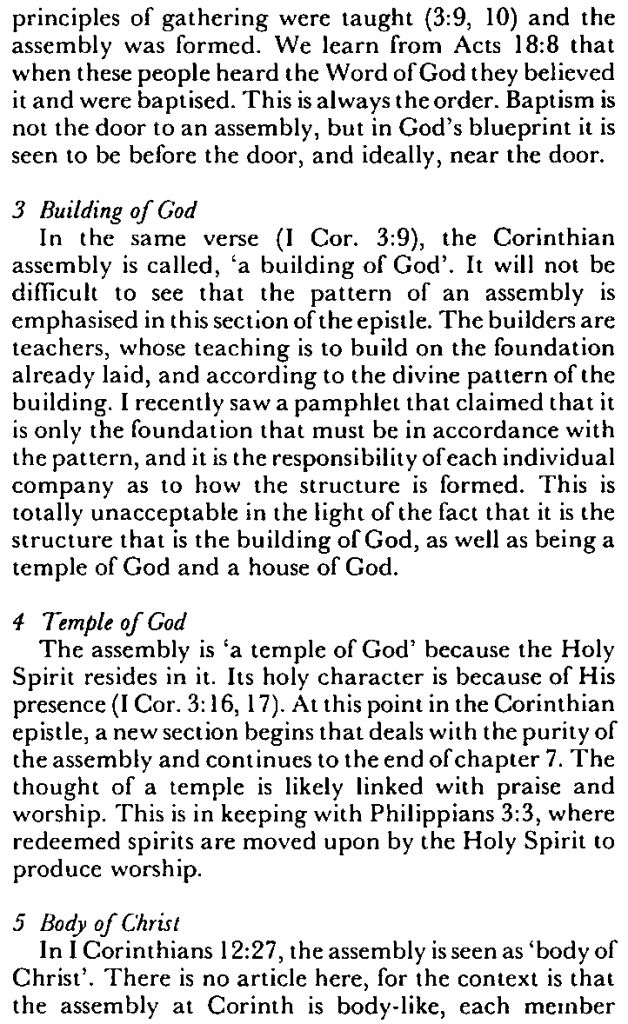 principles of gathering were taught (3:9, 10) and the
assembly was formed. We learn from Acts 18:8 that
when these people heard the Word of God they believed
it and were baptised. This is always the order. Baptism is
not the door to an assembly, but in God's blueprint it is
seen to be before the door, and ideally, near the door.
3 Building of God
In the same verse (I Cor. 3:9), the Corinthian
assembly is called, 'a building of God'. It will not be
difficult to see that the pattern of an assembly is
emphasised in this section of the epistle. The builders are
teachers, whose teaching is to build on the foundation
already laid, and according to the divine pattern of the
building. I recently saw a pamphlet that claimed that it
is only the foundation that must be in accordance with
the pattern, and it is the responsibility of each individual
company as to how the structure is formed. This is
totally unacceptable in the light of the fact that it is the
structure that is the building of God, as well as being a
temple of God and a house of God.
4 Temple of God
The assembly is 'a temple of God' because the Holy
Spirit resides in it. Its holy character is because of His
presence (I Cor. 3:16, 17). At this point in the Corinthian
epistle, a new section begins that deals with the purity of
the assembly and continues to the end of chapter 7. The
thought of a temple is likely linked with praise and
worship. This is in keeping with Philippians 3:3, where
redeemed spirits are moved upon by the Holy Spirit to
produce worship.
5 Body of Christ
In I Corinthians 12:27, the assembly is seen as 'body of
Christ'. There is no article here, for the context is that
the assembly at Corinth is body-like, each member